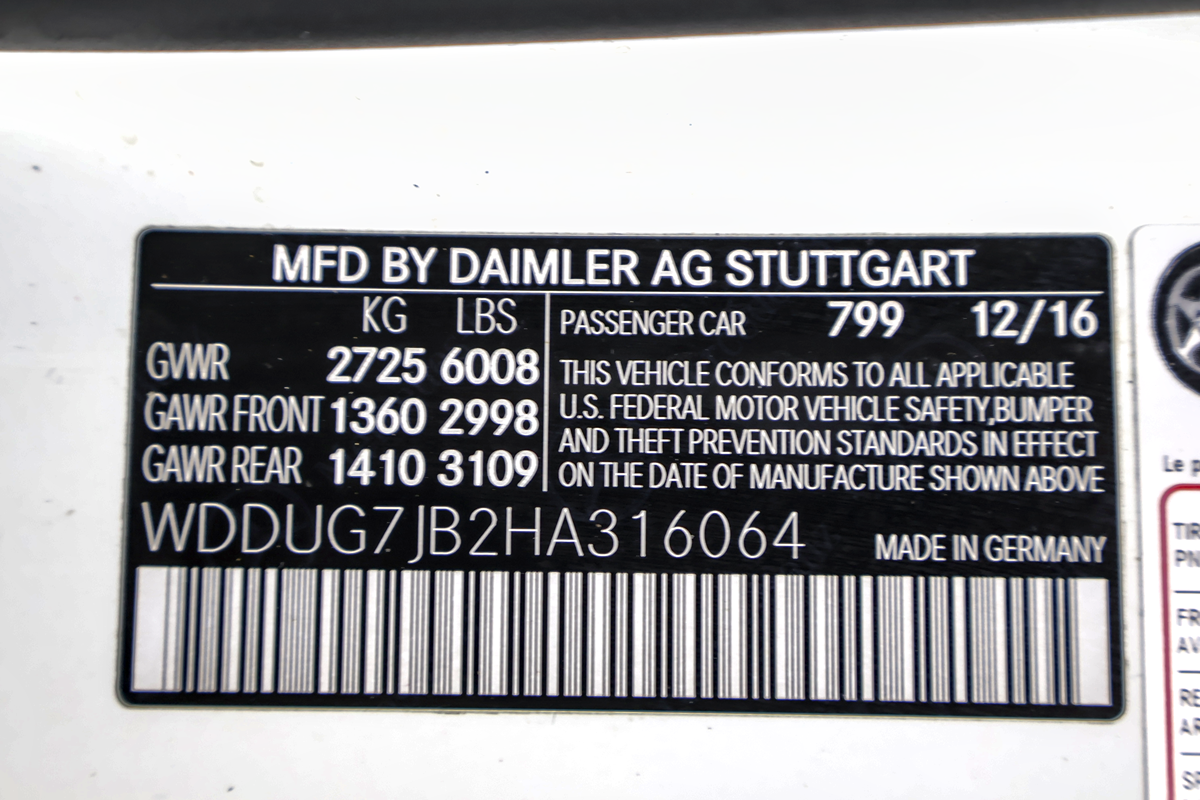 MFD BY DAIMLER AG STUTTGART
KG LBS
GVWR 2725 6008
GAWR FRONT 1360 2998
GAWR REAR 1410 3109
PASSENGER CAR 799 12/16
THIS VEHICLE CONFORMS TO ALL APPLICABLE
U.S. FEDERAL MOTOR VEHICLE SAFETY,BUMPER
AND THEFT PREVENTION STANDARDS IN EFFECT
ON THE DATE OF MANUFACTURE SHOWN ABOVE
WDDUG7JB2HA316064 MADE IN GERMANY
Le